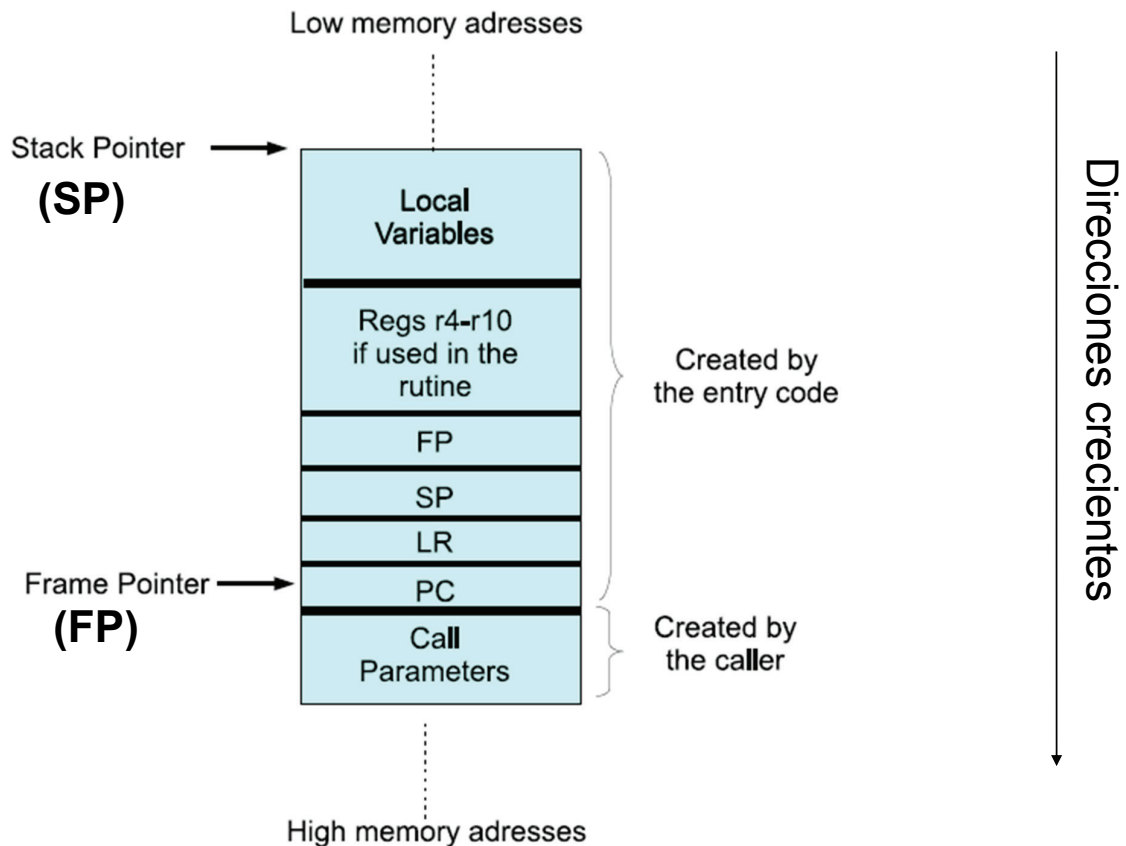 Low memory adresses
Stack Pointer
(SP)
Local
Variables
Regs r4-r10
if used in the
rutine
FP
SP
LR
PC
Created by
the entry code
Frame Pointer
(FP)
Call
Parameters
Created by
the caller
High memory adresses
Direcciones crecientes